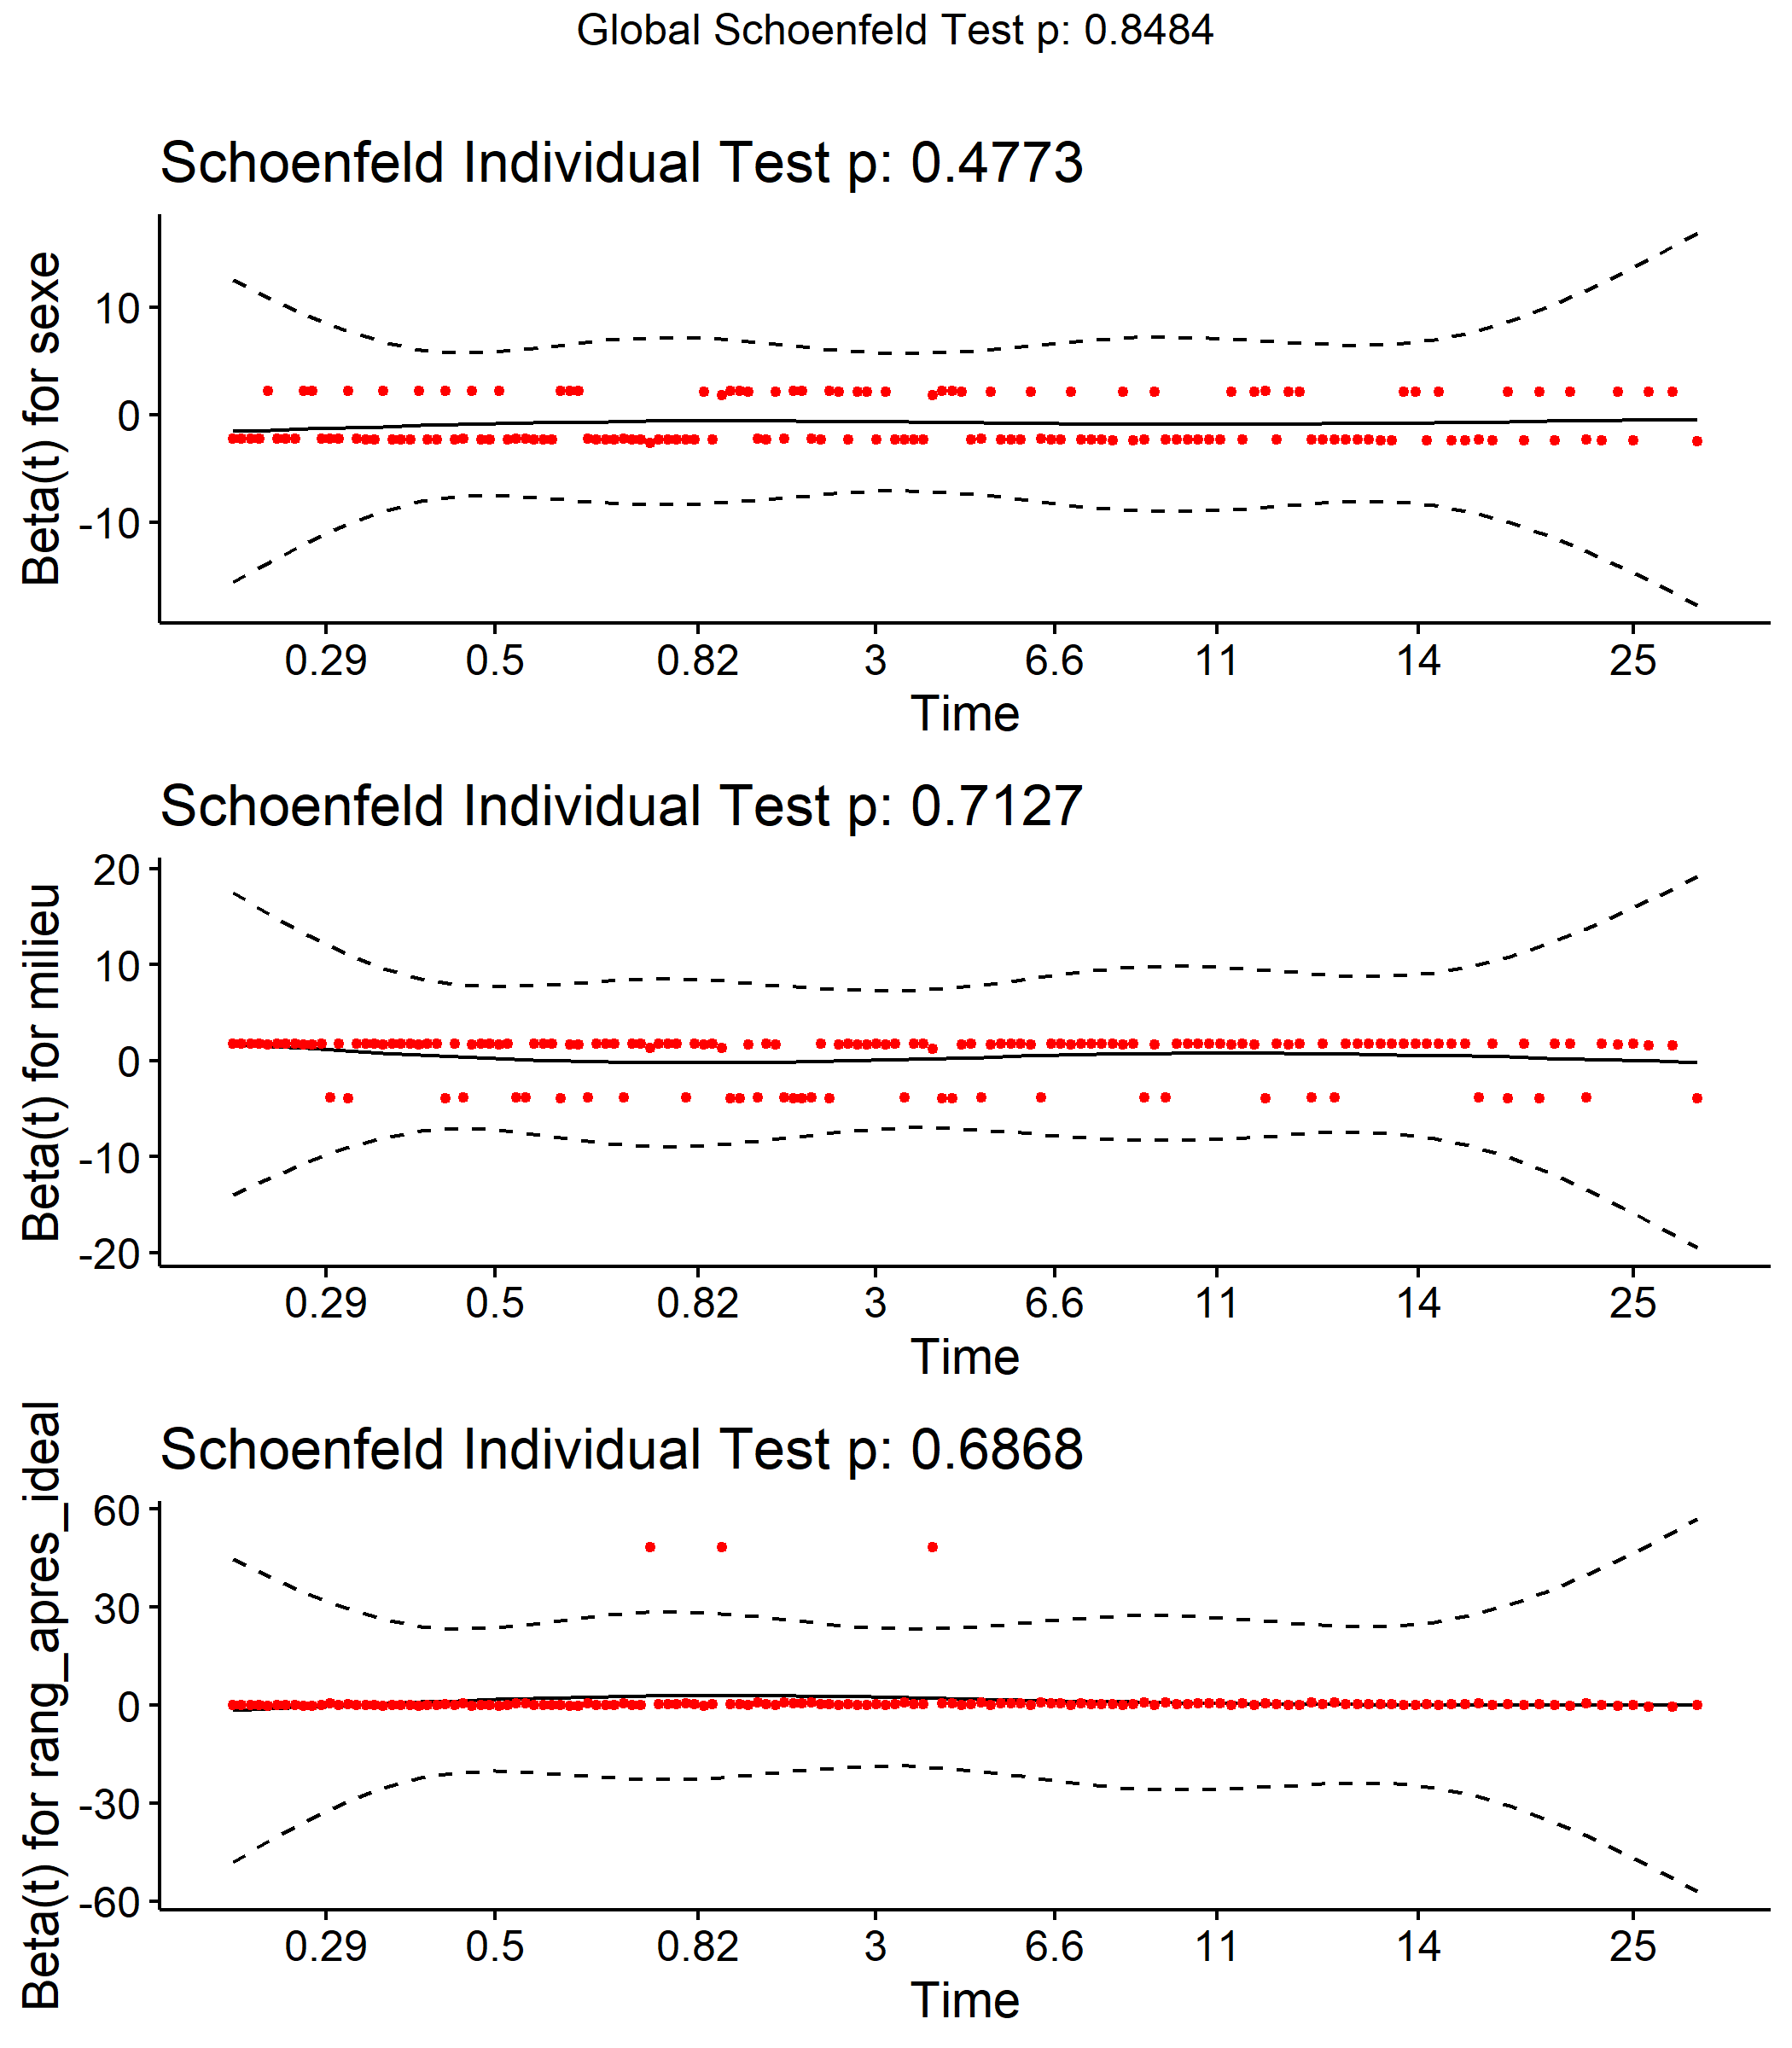 Global Schoenfeld Test p: 0.8484
Schoenfeld Individual Test p: 0.4773
Beta(t) for sexe
10
0
-10
0.29 0.5 0.82 3 6.6 11 14 25
Time
Schoenfeld Individual Test p: 0.7127
Beta(t) for milieu
20
10
0
-10
-20
0.29 0.5 0.82 3 6.6 11 14 25
Time
Schoenfeld Individual Test p: 0.6868
Beta(t) for rang_apres_ideal
60
30
0
-30
-60
0.29 0.5 0.82 3 6.6 11 14 25
Time